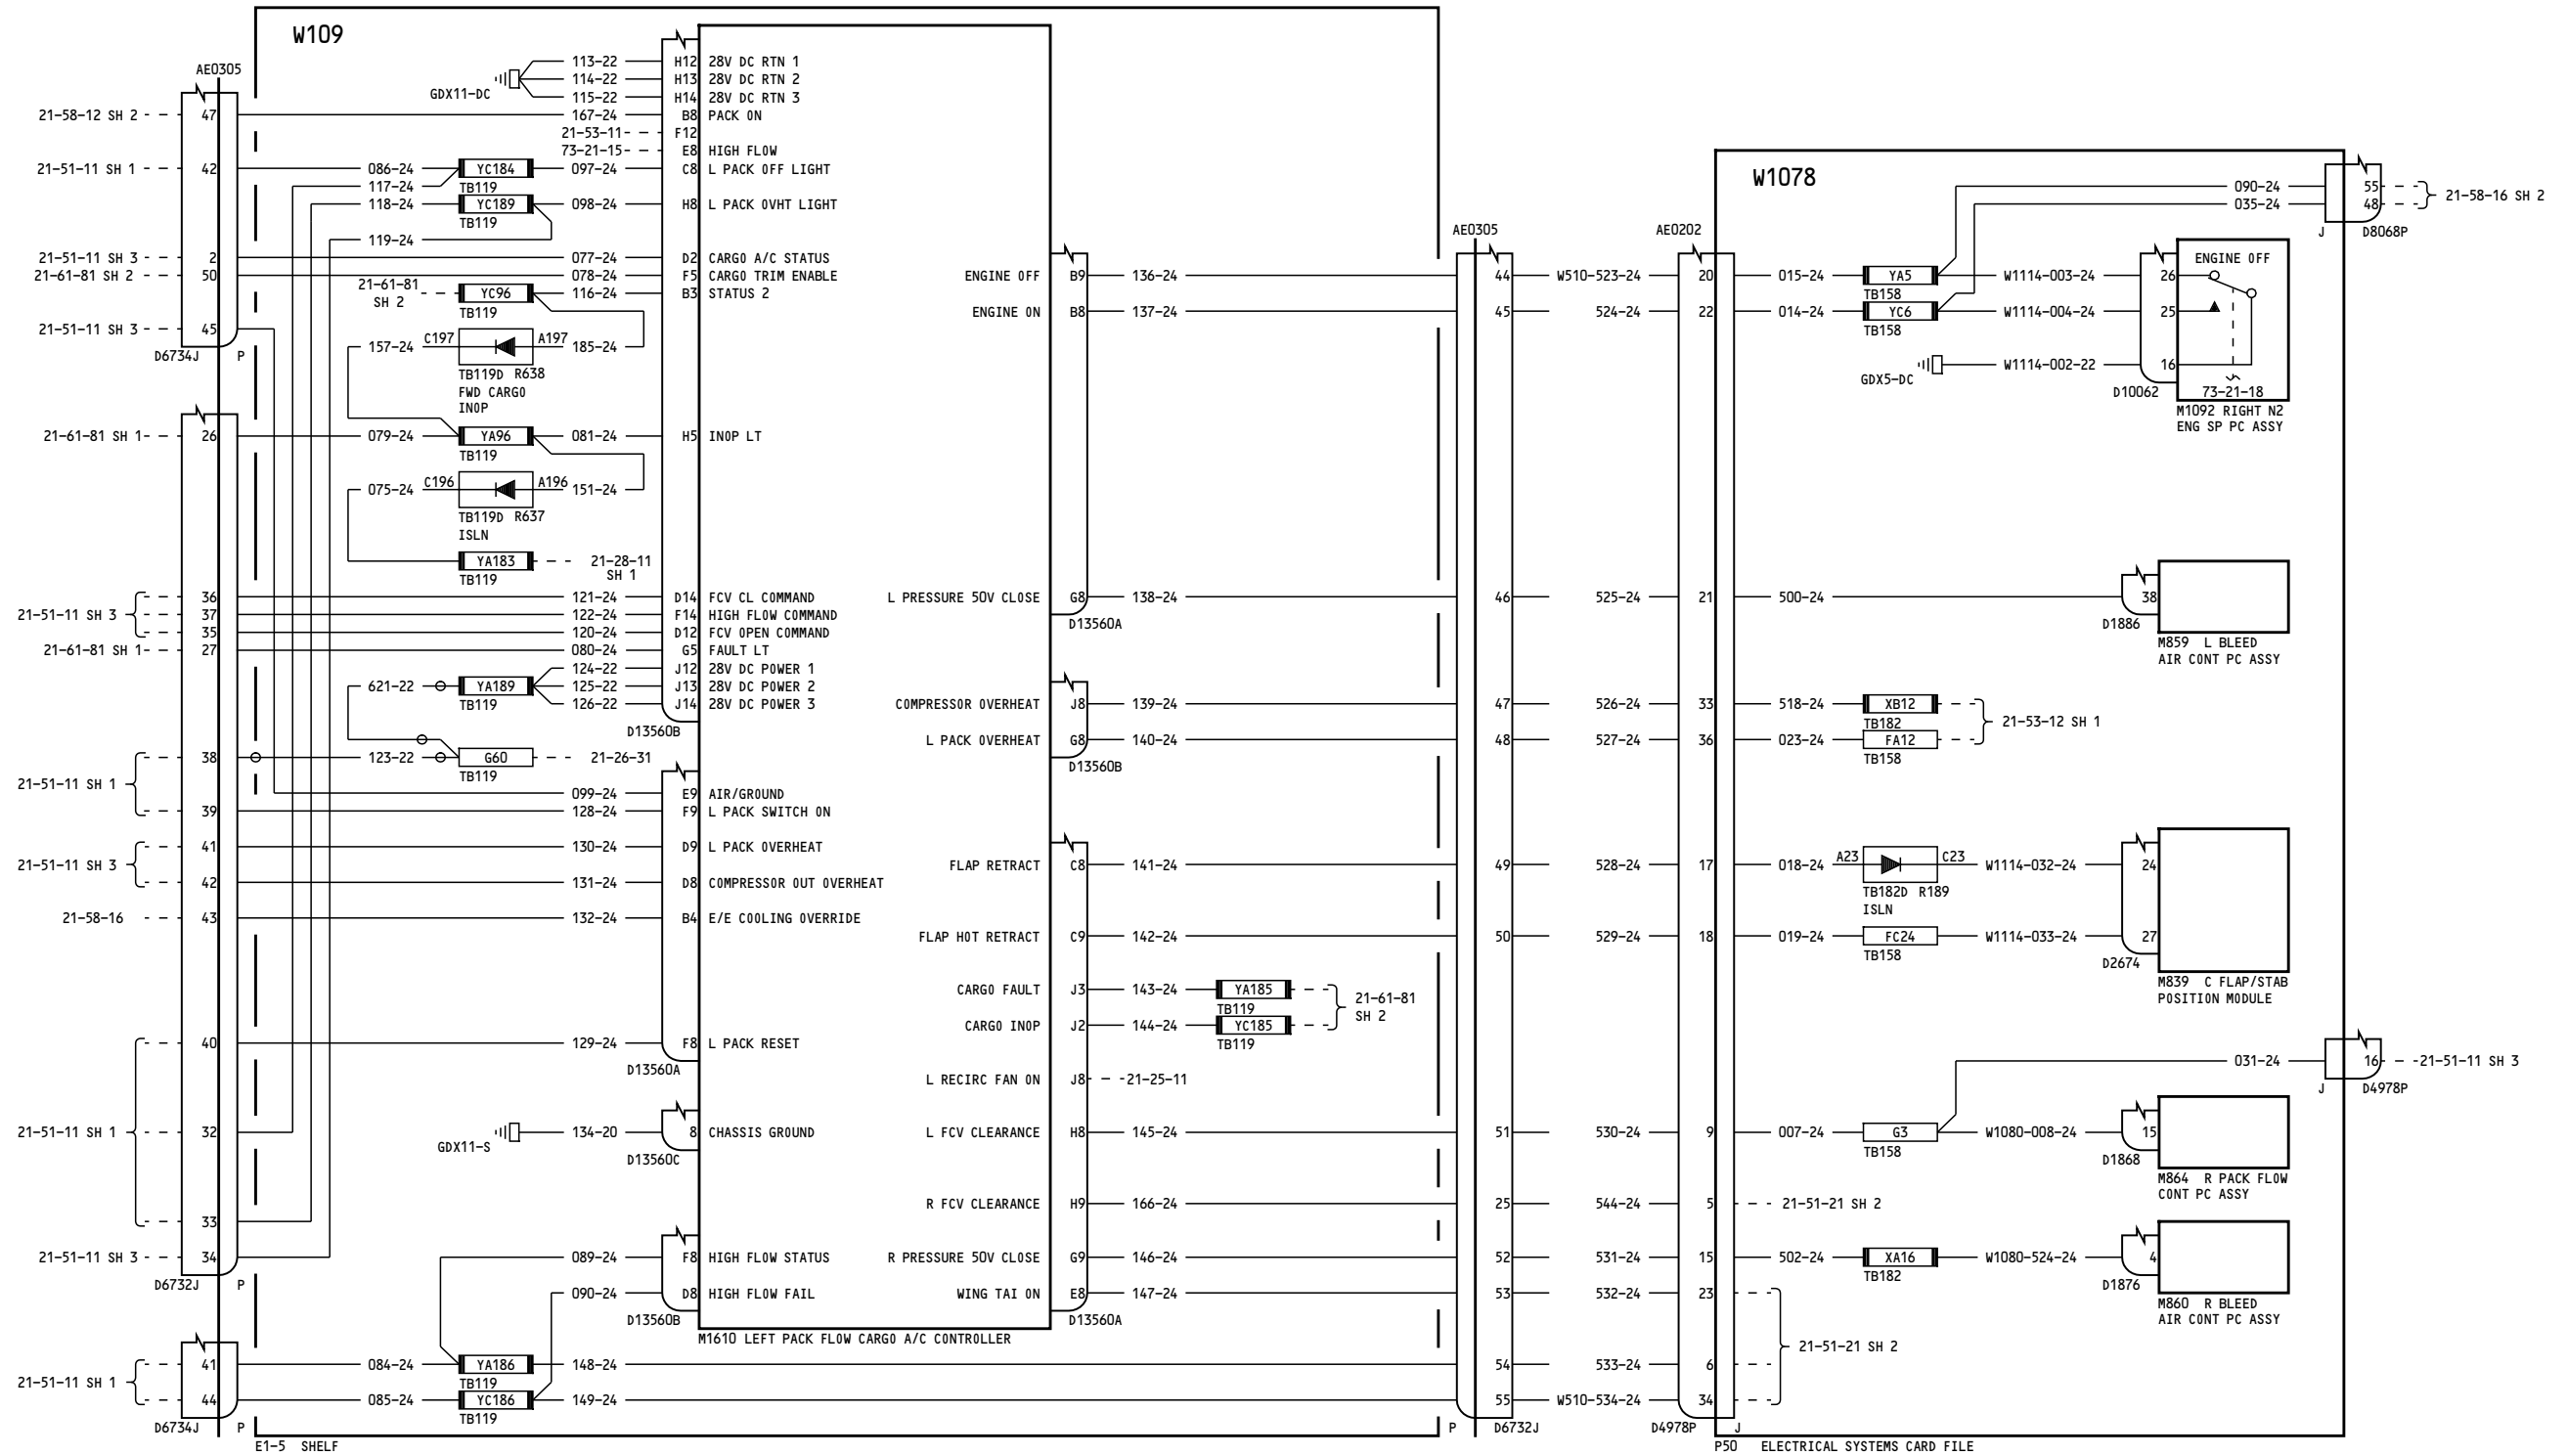 W109
AE0305
21-58-12 SH 2
47
21-51-11 SH 1
42
21-51-11 SH 3
2
21-61-81 SH 2
50
21-51-11 SH 3
45
D6734J
P
21-61-81 SH 1
26
21-51-11 SH 3
36
37
35
21-61-81 SH 1
27
21-51-11 SH 1
38
39
21-51-11 SH 3
41
42
21-58-16
43
40
21-51-11 SH 1
32
33
21-51-11 SH 3
34
D6732J
P
21-51-11 SH 1
41
44
D6734J
P
E1-5 SHELF
GDX11-DC
113-22 H12 28V DC RTN 1
114-22 H13 28V DC RTN 2
115-22 H14 28V DC RTN 3
167-24 B8 PACK ON
21-53-11 F12
73-21-15 E8 HIGH FLOW
086-24 YC184 097-24 C8 L PACK OFF LIGHT
117-24 TB119
118-24 YC189 098-24 H8 L PACK OVHT LIGHT
TB119
119-24
077-24 D2 CARGO A/C STATUS
078-24 F5 CARGO TRIM ENABLE
21-61-81
SH 2
YC96 116-24 B3 STATUS 2
TB119
157-24 C197 A197 185-24
TB119D R638
FWD CARGO
INOP
079-24 YA96 081-24 H5 INOP LT
TB119
075-24 C196 A196 151-24
TB119D R637
ISLN
YA183 21-28-11
SH 1
TB119
121-24 D14 FCV CL COMMAND
122-24 F14 HIGH FLOW COMMAND
120-24 D12 FCV OPEN COMMAND
080-24 G5 FAULT LT
124-22 J12 28V DC POWER 1
621-22 YA189 125-22 J13 28V DC POWER 2
TB119 126-22 J14 28V DC POWER 3
D13560B
123-22 G60 21-26-31
TB119
099-24 E9 AIR/GROUND
128-24 F9 L PACK SWITCH ON
130-24 D9 L PACK OVERHEAT
131-24 D8 COMPRESSOR OUT OVERHEAT
132-24 B4 E/E COOLING OVERRIDE
129-24 F8 L PACK RESET
D13560A
GDX11-S 134-20 8 CHASSIS GROUND
D13560C
089-24 F8 HIGH FLOW STATUS
090-24 D8 HIGH FLOW FAIL
D13560B
M1610 LEFT PACK FLOW CARGO A/C CONTROLLER
084-24 YA186 148-24
TB119
085-24 YC186 149-24
TB119
ENGINE OFF B9 136-24
ENGINE ON B8 137-24
L PRESSURE 50V CLOSE G8 138-24
D13560A
COMPRESSOR OVERHEAT J8 139-24
L PACK OVERHEAT G8 140-24
D13560B
FLAP RETRACT C8 141-24
FLAP HOT RETRACT C9 142-24
CARGO FAULT J3 143-24 YA185
TB119
CARGO INOP J2 144-24 YC185
TB119
21-61-81
SH 2
L RECIRC FAN ON J8 21-25-11
L FCV CLEARANCE H8 145-24
R FCV CLEARANCE H9 166-24
R PRESSURE 50V CLOSE G9 146-24
WING TAI ON E8 147-24
D13560A
AE0305
AE0202
44 W510-523-24 20
45 524-24 22
46 525-24 21
47 526-24 33
48 527-24 36
49 528-24 17
50 529-24 18
51 530-24 9
25 544-24 5
52 531-24 15
53 532-24 23
54 533-24 6
55 W510-534-24 34
P D6732J
D4978P J
W1078
090-24 55
035-24 48
21-58-16 SH 2
J D8068P
015-24 YA5 W1114-003-24 26
TB158
014-24 YC6 W1114-004-24 25
TB158
GDX5-DC W1114-002-22 16
D10062
ENGINE OFF
73-21-18
M1092 RIGHT N2
ENG SP PC ASSY
500-24 38
D1886
M859 L BLEED
AIR CONT PC ASSY
518-24 XB12
TB182
023-24 FA12
TB158
21-53-12 SH 1
018-24 A23 C23 W1114-032-24 24
TB182D R189
ISLN
019-24 FC24 W1114-033-24 27
TB158
D2674
M839 C FLAP/STAB
POSITION MODULE
031-24 16 21-51-11 SH 3
J D4978P
007-24 G3 W1080-008-24 15
TB158
D1868
M864 R PACK FLOW
CONT PC ASSY
21-51-21 SH 2
502-24 XA16 W1080-524-24 4
TB182
D1876
M860 R BLEED
AIR CONT PC ASSY
21-51-21 SH 2
P50 ELECTRICAL SYSTEMS CARD FILE